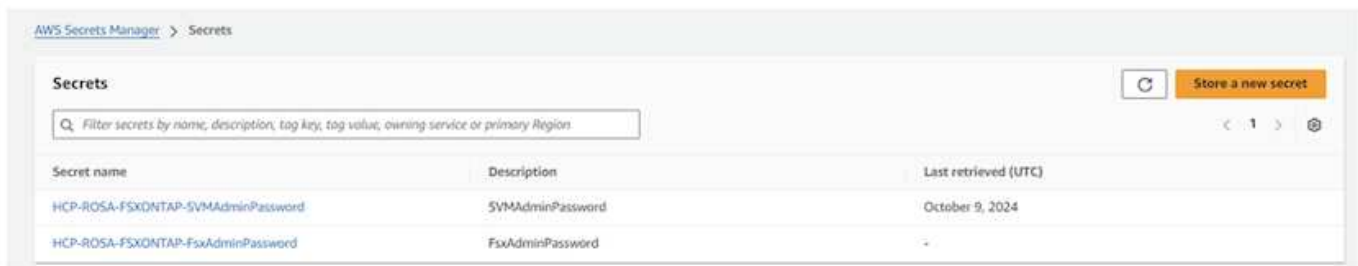 AWS Secrets Manager > Secrets
Secrets
Store a new secret
Filter secrets by name, description, tag key, tag value, owning service or primary Region
< 1 >
Secret name Description Last retrieved (UTC)
HCP-ROSA-FSXONTAP-SVMAdminPassword SVMAdminPassword October 9, 2024
HCP-ROSA-FSXONTAP-FsxAdminPassword FsxAdminPassword -